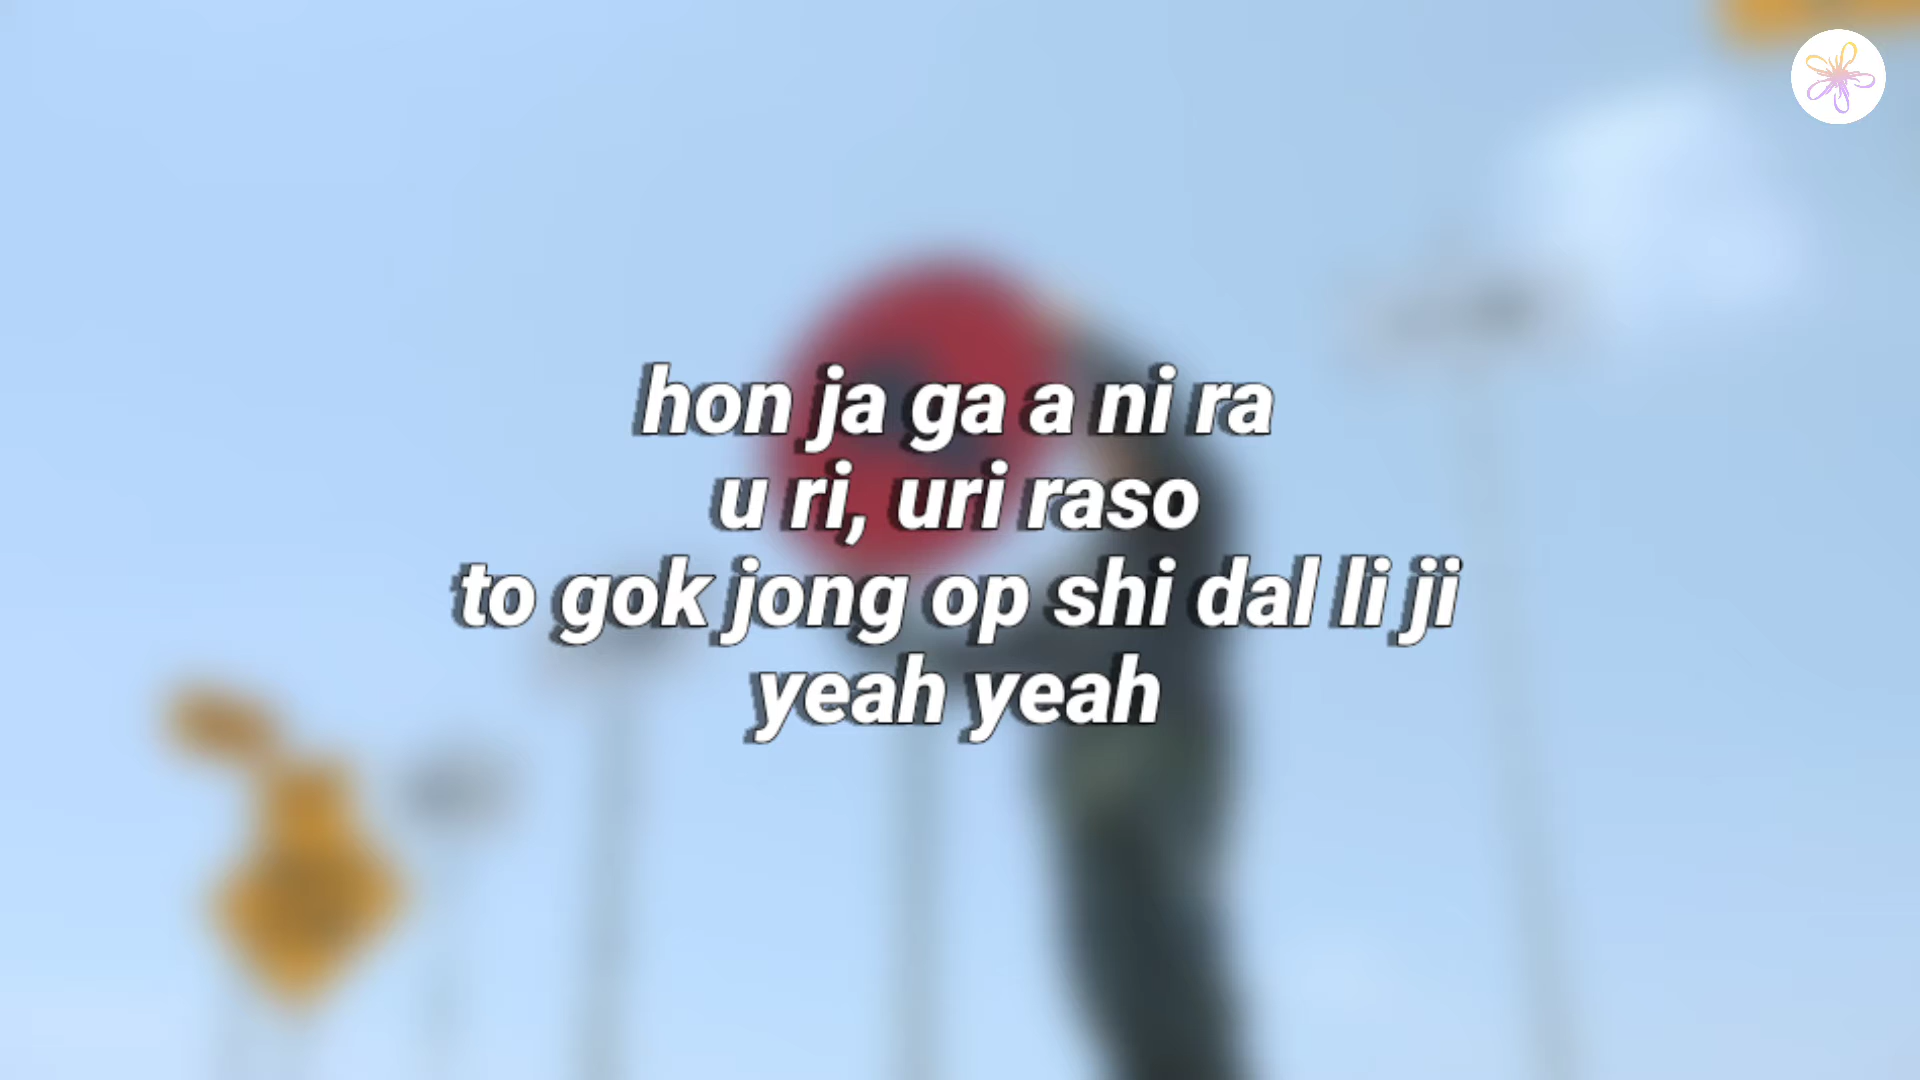 hon ja ga a ni ra
u ri, uri raso
to gok jong op shi dal li ji
yeah yeah